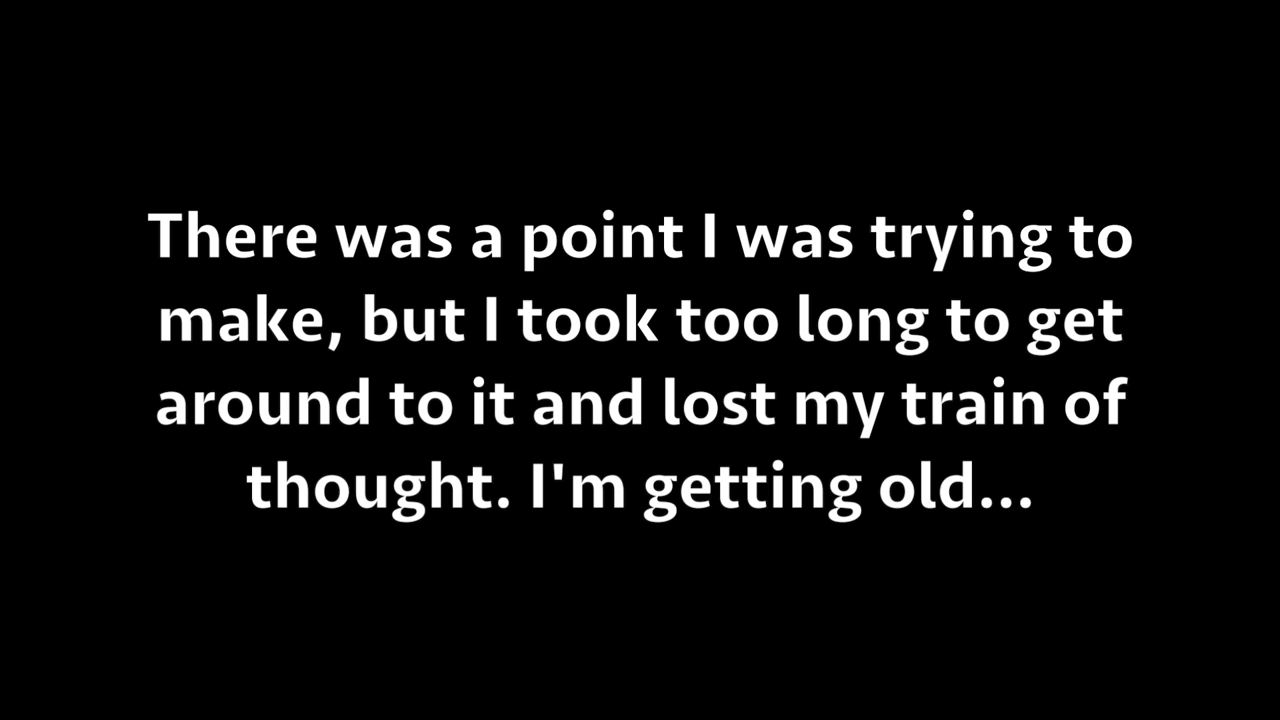 There was a point I was trying to
make, but I took too long to get
around to it and lost my train of
thought. I'm getting old...